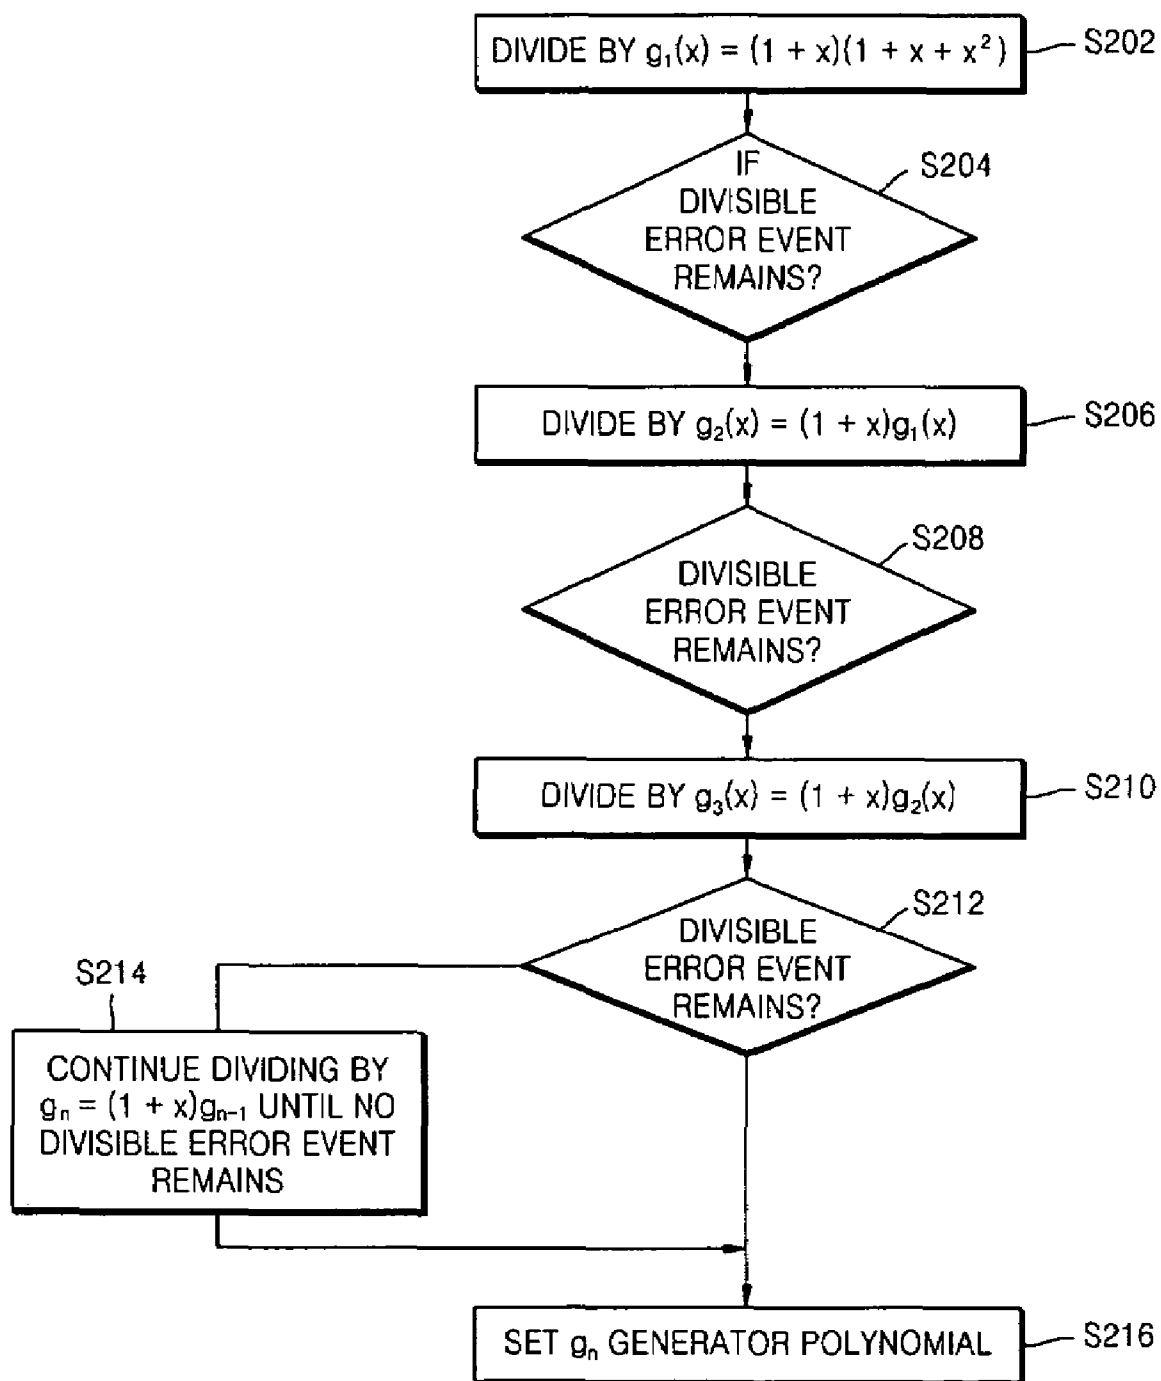 DIVIDE BY g₁(x) = (1 + x)(1 + x + x²)
S202
IF
DIVISIBLE
ERROR EVENT
REMAINS?
S204
DIVIDE BY g₂(x) = (1 + x)g₁(x)
S206
DIVISIBLE
ERROR EVENT
REMAINS?
S208
DIVIDE BY g₃(x) = (1 + x)g₂(x)
S210
DIVISIBLE
ERROR EVENT
REMAINS?
S212
S214
CONTINUE DIVIDING BY
gₙ = (1 + x)gₙ₋₁ UNTIL NO
DIVISIBLE ERROR EVENT
REMAINS
SET gₙ GENERATOR POLYNOMIAL
S216